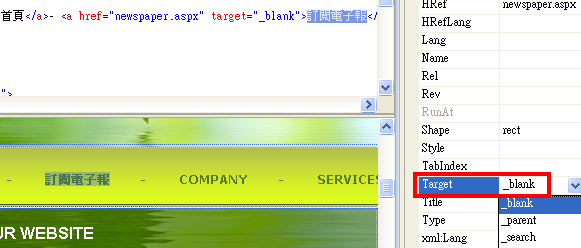 首頁</a>- <a href="newspaper.aspx" target="_blank">訂閱電子報</
">
- 訂閱電子報 - COMPANY - SERVICES
UR WEBSITE
HRef newspaper.aspx
HRefLang
Lang
Name
Rel
Rev
RunAt
Shape rect
Style
TabIndex
Target _blank
Title _blank
Type _parent
xml:Lang _search